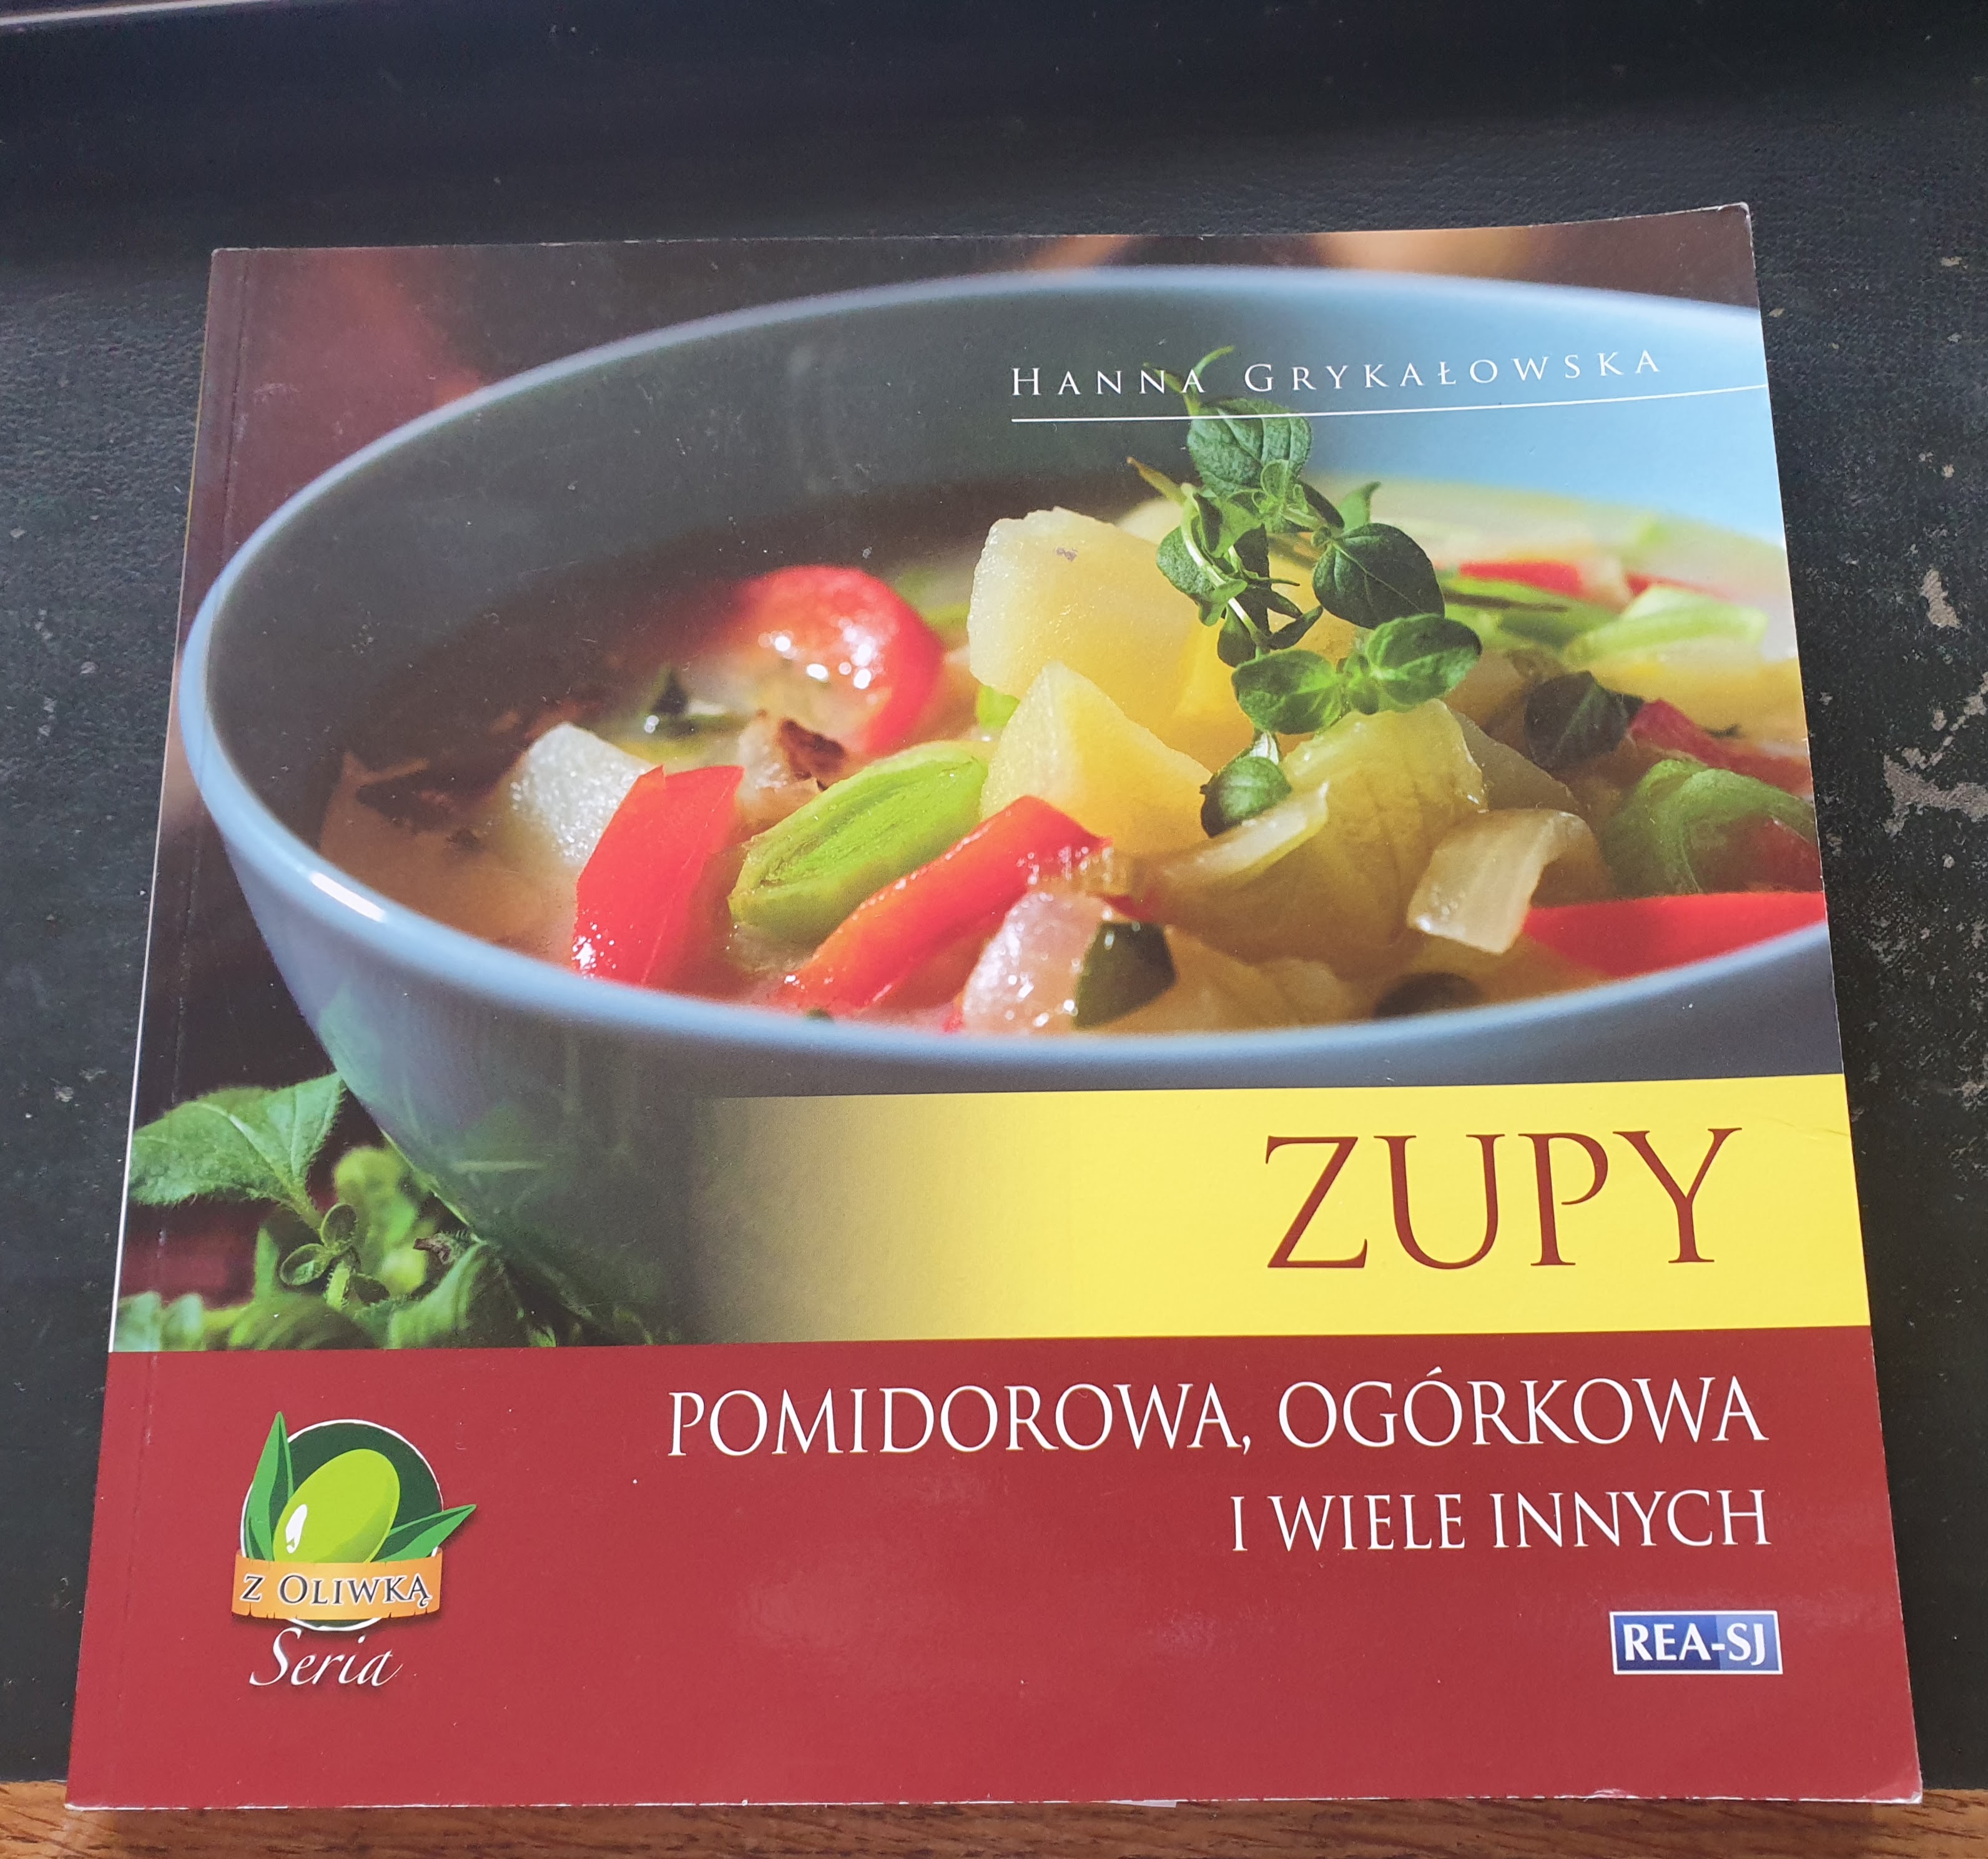 HANNA GRYKAŁOWSKA
ZUPY
POMIDOROWA, OGÓRKOWA
I WIELE INNYCH
Z OLIWKĄ
Seria
REA-SJ